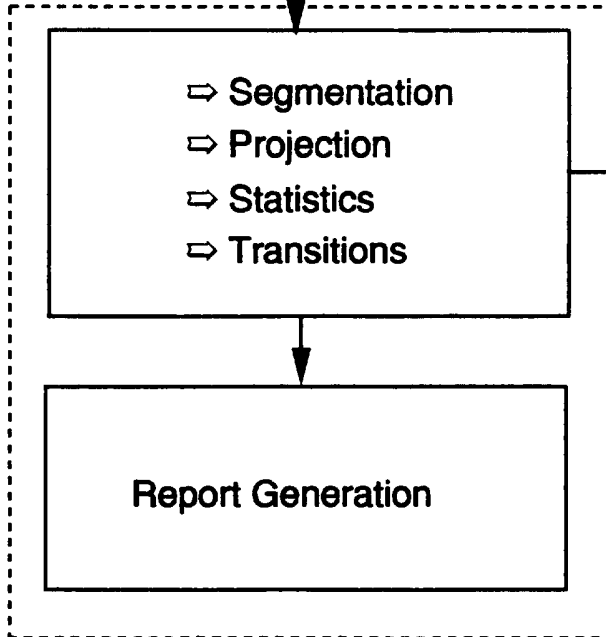 ⇨ Segmentation
⇨ Projection
⇨ Statistics
⇨ Transitions
Report Generation